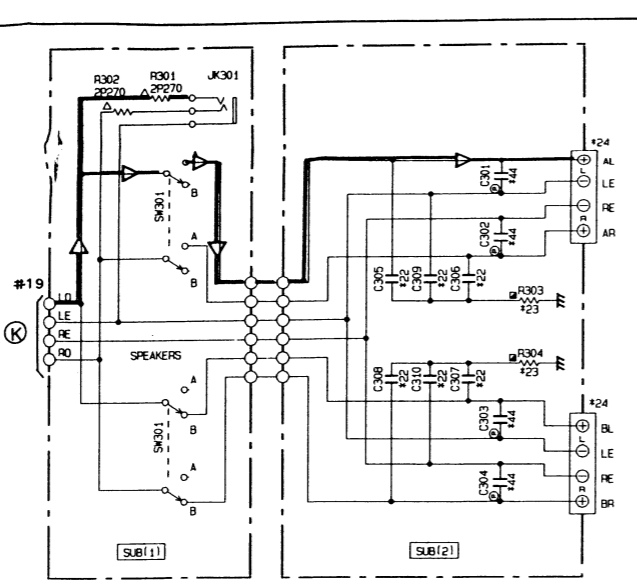 R302
2P270
R301
2P270
JK301
B
SW301
A
B
#19
K
LO
LE
RE
RO
SPEAKERS
A
B
SW301
A
B
SUB(1)
*24
AL
L
LE
RE
R
AR
C301
*44
C302
*44
C305
*22
C309
*22
C306
*22
R303
*23
R304
*23
C308
*22
C310
*22
C307
*22
C303
*44
C304
*44
*24
BL
L
LE
RE
R
BR
SUB(2)